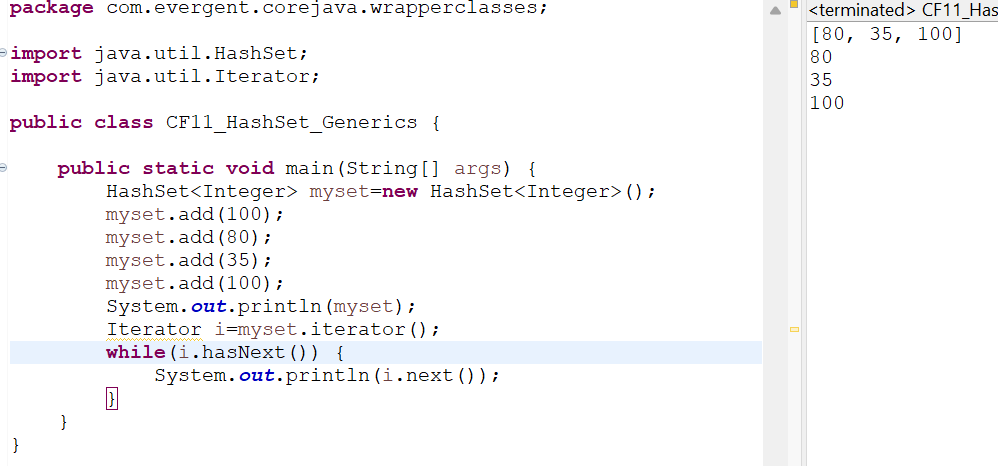 package com.evergent.corejava.wrapperclasses;
import java.util.HashSet;
import java.util.Iterator;
public class CF11_HashSet_Generics {
public static void main(String[] args) {
HashSet<Integer> myset=new HashSet<Integer>();
myset.add(100);
myset.add(80);
myset.add(35);
myset.add(100);
System.out.println(myset);
Iterator i=myset.iterator();
while(i.hasNext()) {
System.out.println(i.next());
}
}
}
<terminated> CF11_Has
[80, 35, 100]
80
35
100